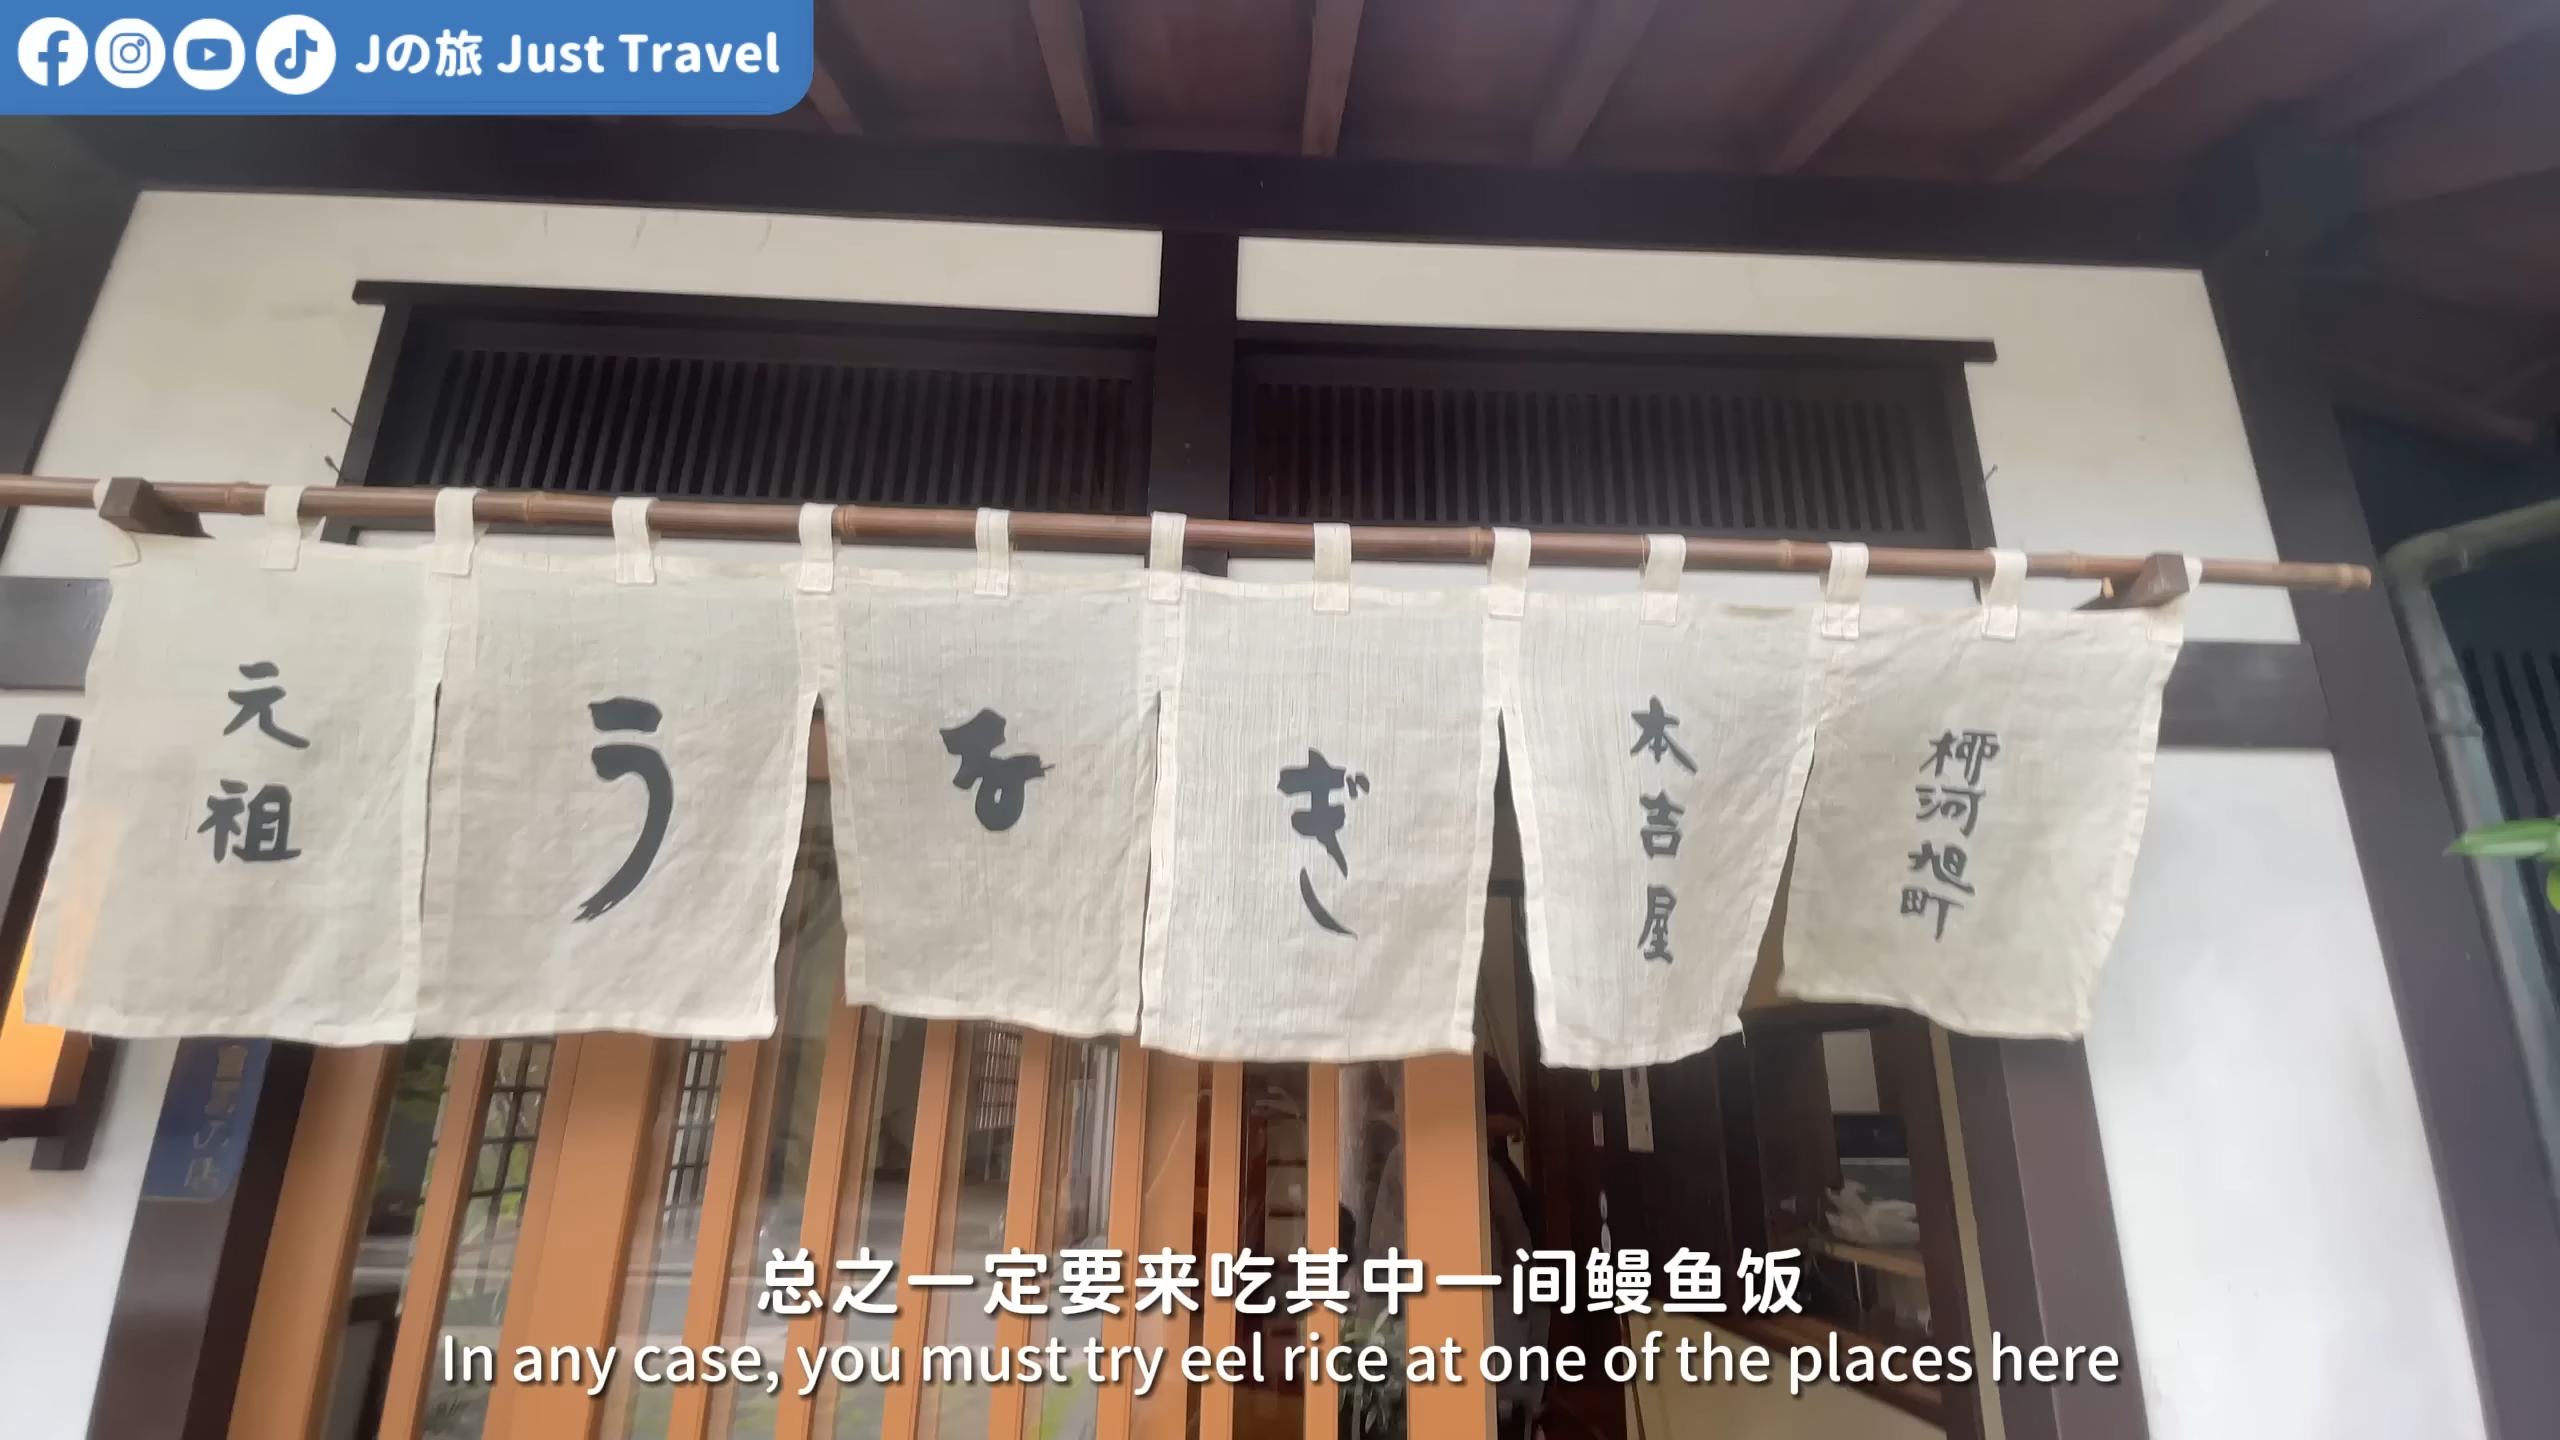 Jの旅 Just Travel
元祖
うなぎ
本吉屋
柳河旭町
总之一定要来吃其中一间鳗鱼饭
In any case, you must try eel rice at one of the places here